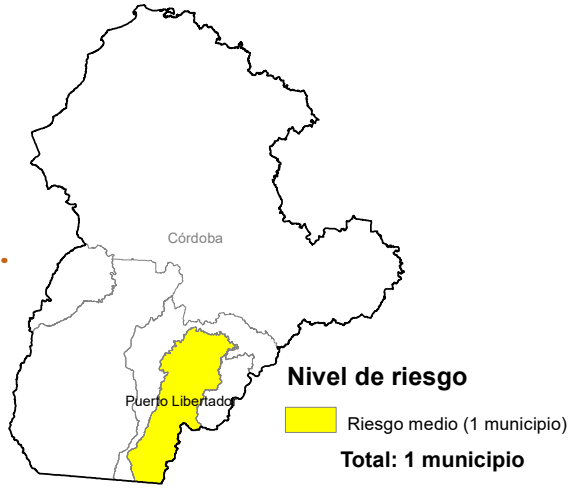 Córdoba
Nivel de riesgo
Puerto Libertador
Riesgo medio (1 municipio)
Total: 1 municipio